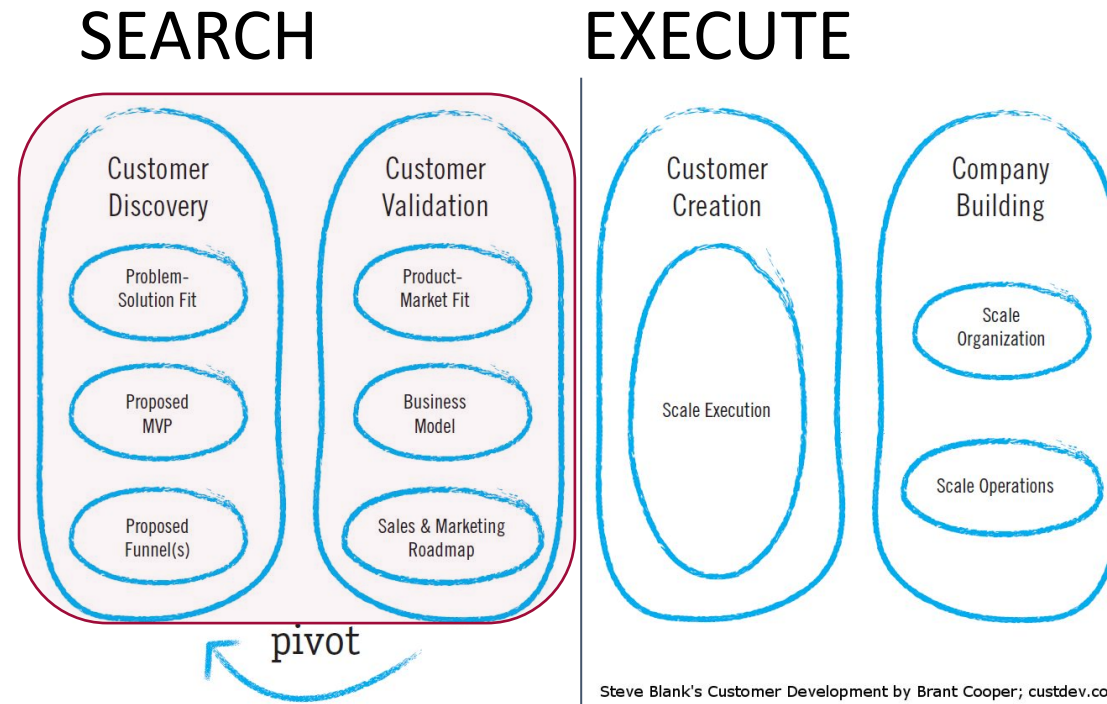 SEARCH
EXECUTE
Customer
Discovery
Problem-
Solution Fit
Proposed
MVP
Proposed
Funnel(s)
Customer
Validation
Product-
Market Fit
Business
Model
Sales & Marketing
Roadmap
pivot
Customer
Creation
Scale Execution
Company
Building
Scale
Organization
Scale Operations
Steve Blank's Customer Development by Brant Cooper; custdev.co